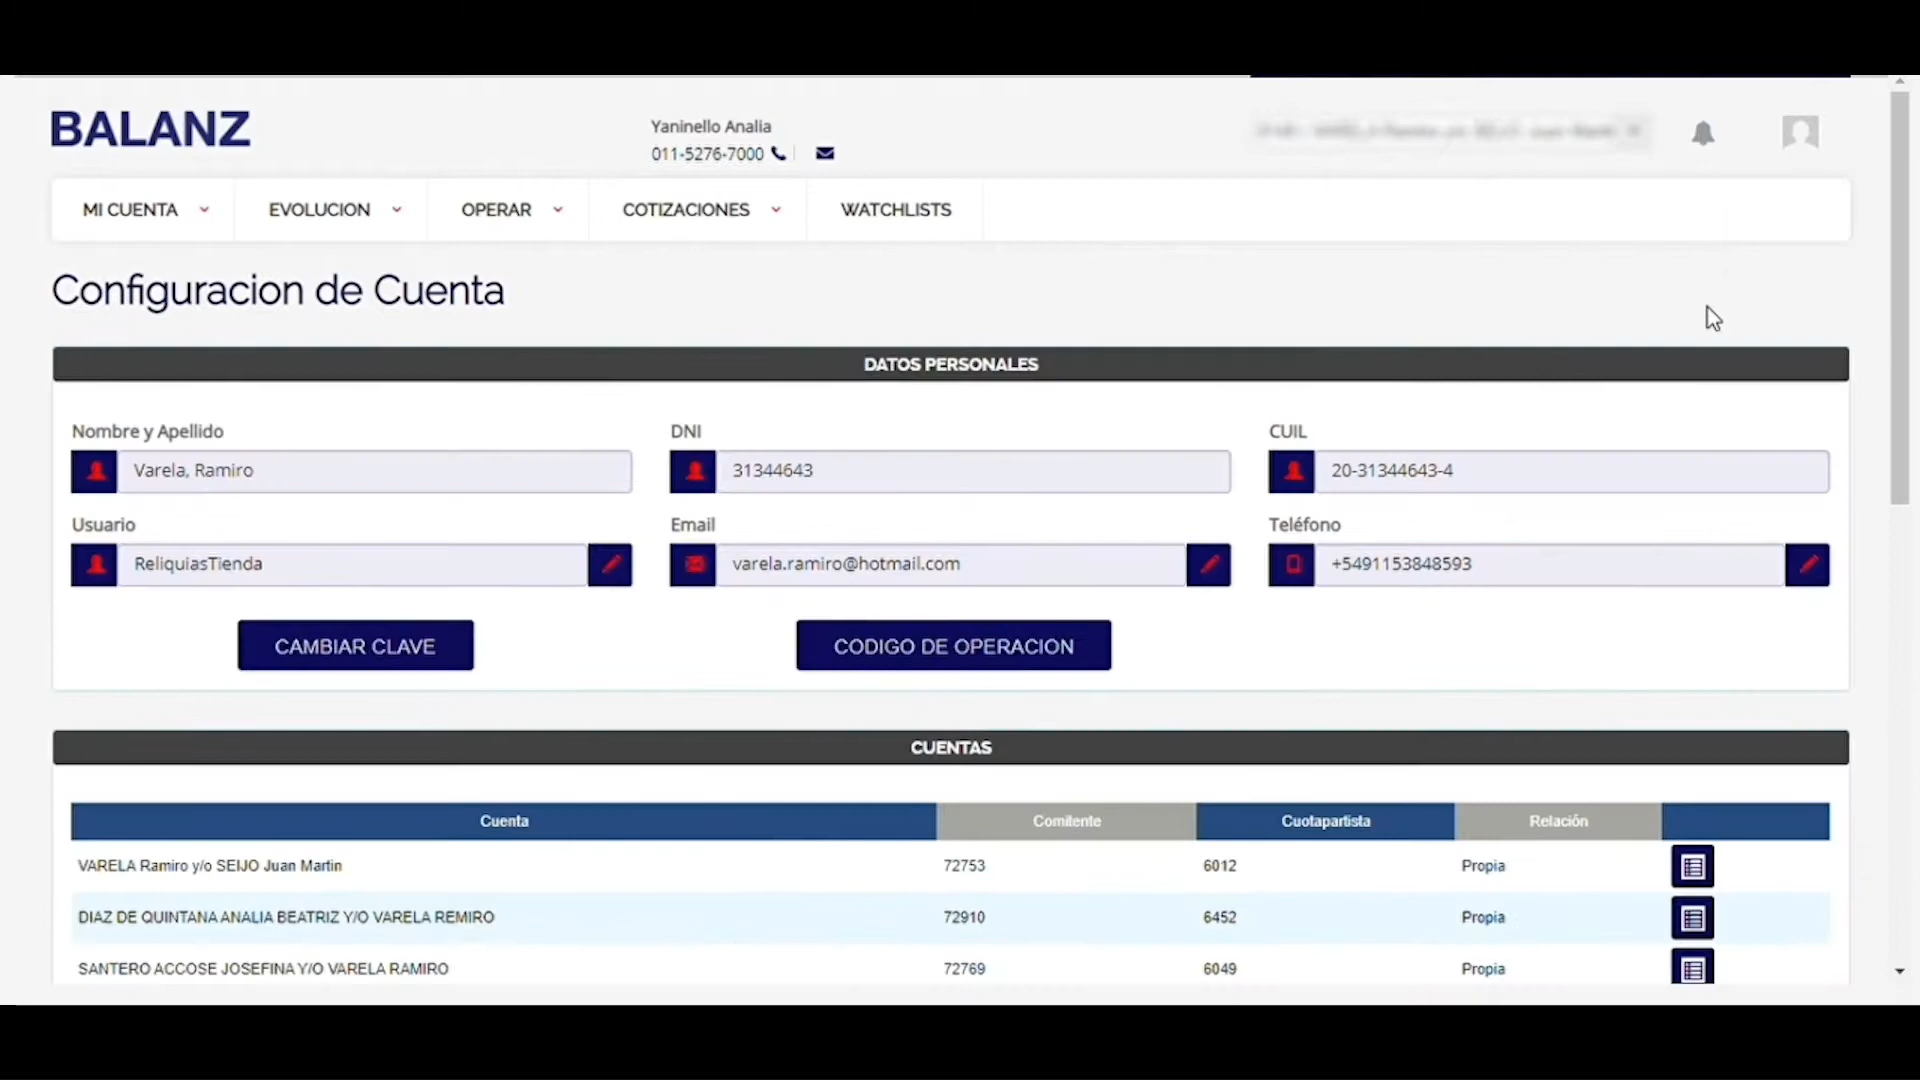 BALANZ
Yaninello Analia
011-5276-7000
MI CUENTA
EVOLUCION
OPERAR
COTIZACIONES
WATCHLISTS
Configuracion de Cuenta
DATOS PERSONALES
Nombre y Apellido
DNI
CUIL
Varela, Ramiro
31344643
20-31344643-4
Usuario
Email
Teléfono
ReliquiasTienda
varela.ramiro@hotmail.com
+5491153848593
CAMBIAR CLAVE
CODIGO DE OPERACION
CUENTAS
Cuenta Comitente Cuotapartista Relación
VARELA Ramiro y/o SEIJO Juan Martin 72753 6012 Propia
DIAZ DE QUINTANA ANALIA BEATRIZ Y/O VARELA REMIRO 72910 6452 Propia
SANTERO ACCOSE JOSEFINA Y/O VARELA RAMIRO 72769 6049 Propia